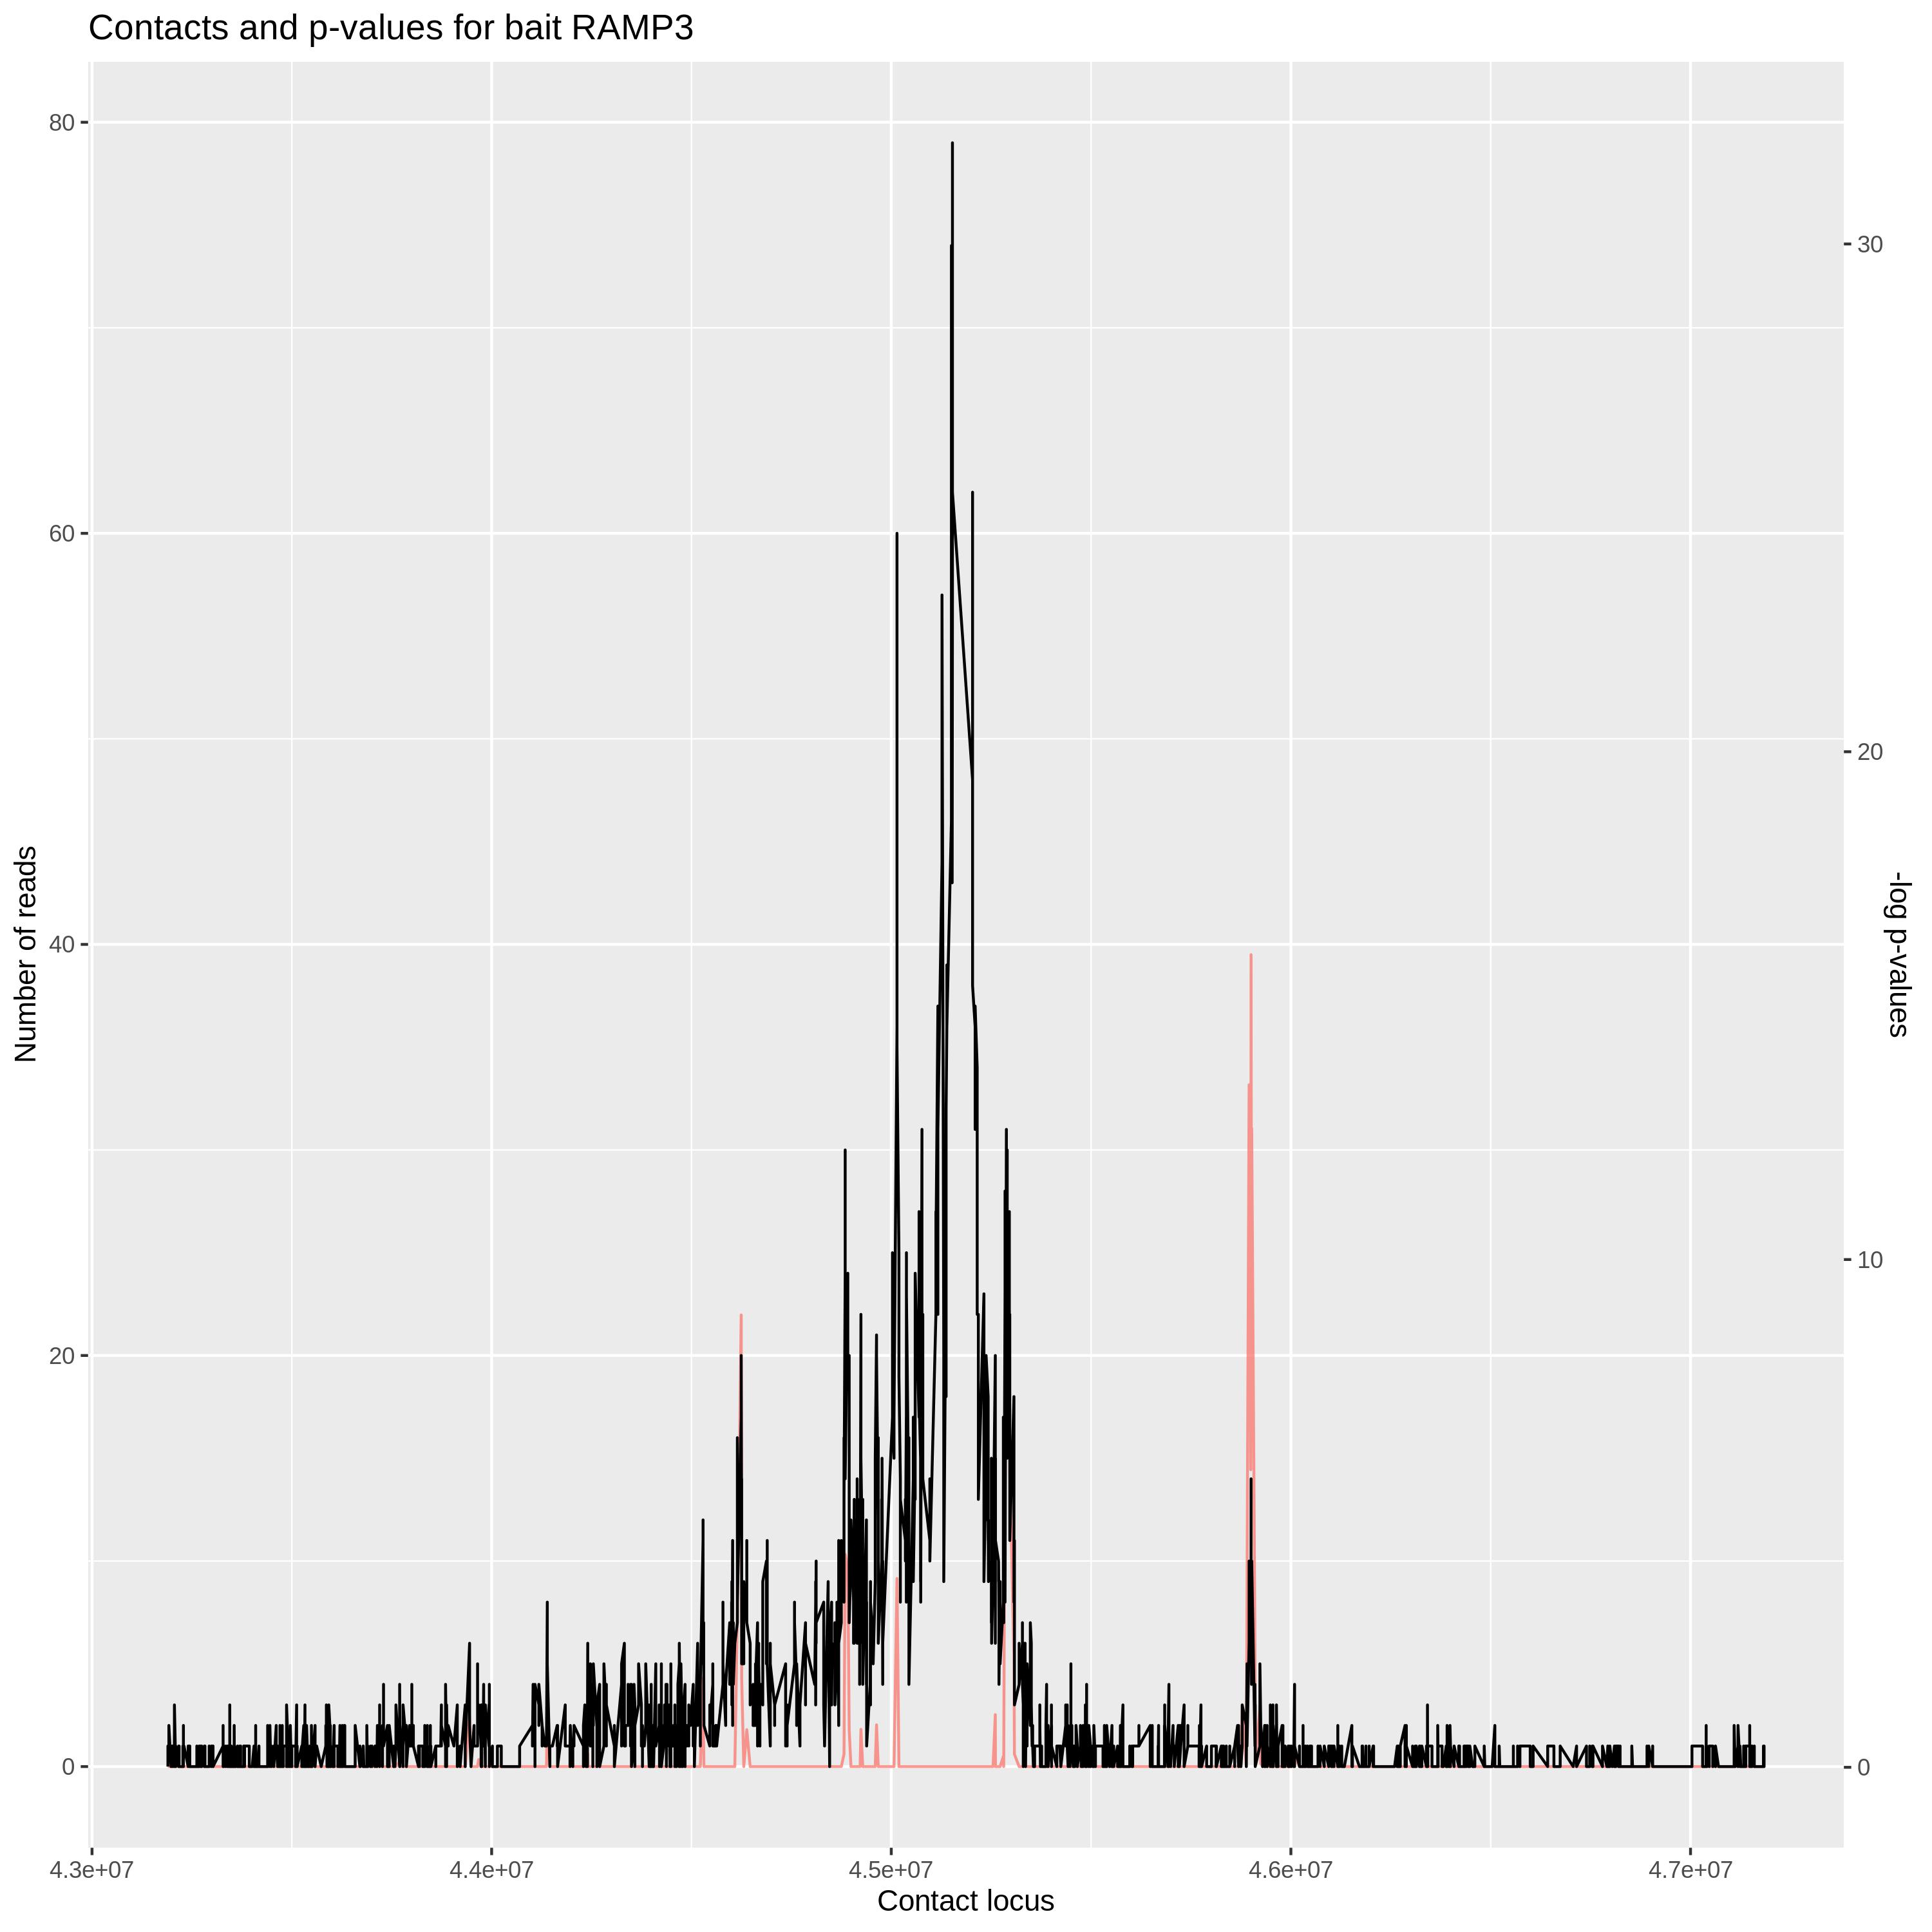 Contacts and p-values for bait RAMP3
80
60
40
20
0
Number of reads
30
20
10
0
-log p-values
4.3e+07
4.4e+07
4.5e+07
4.6e+07
4.7e+07
Contact locus